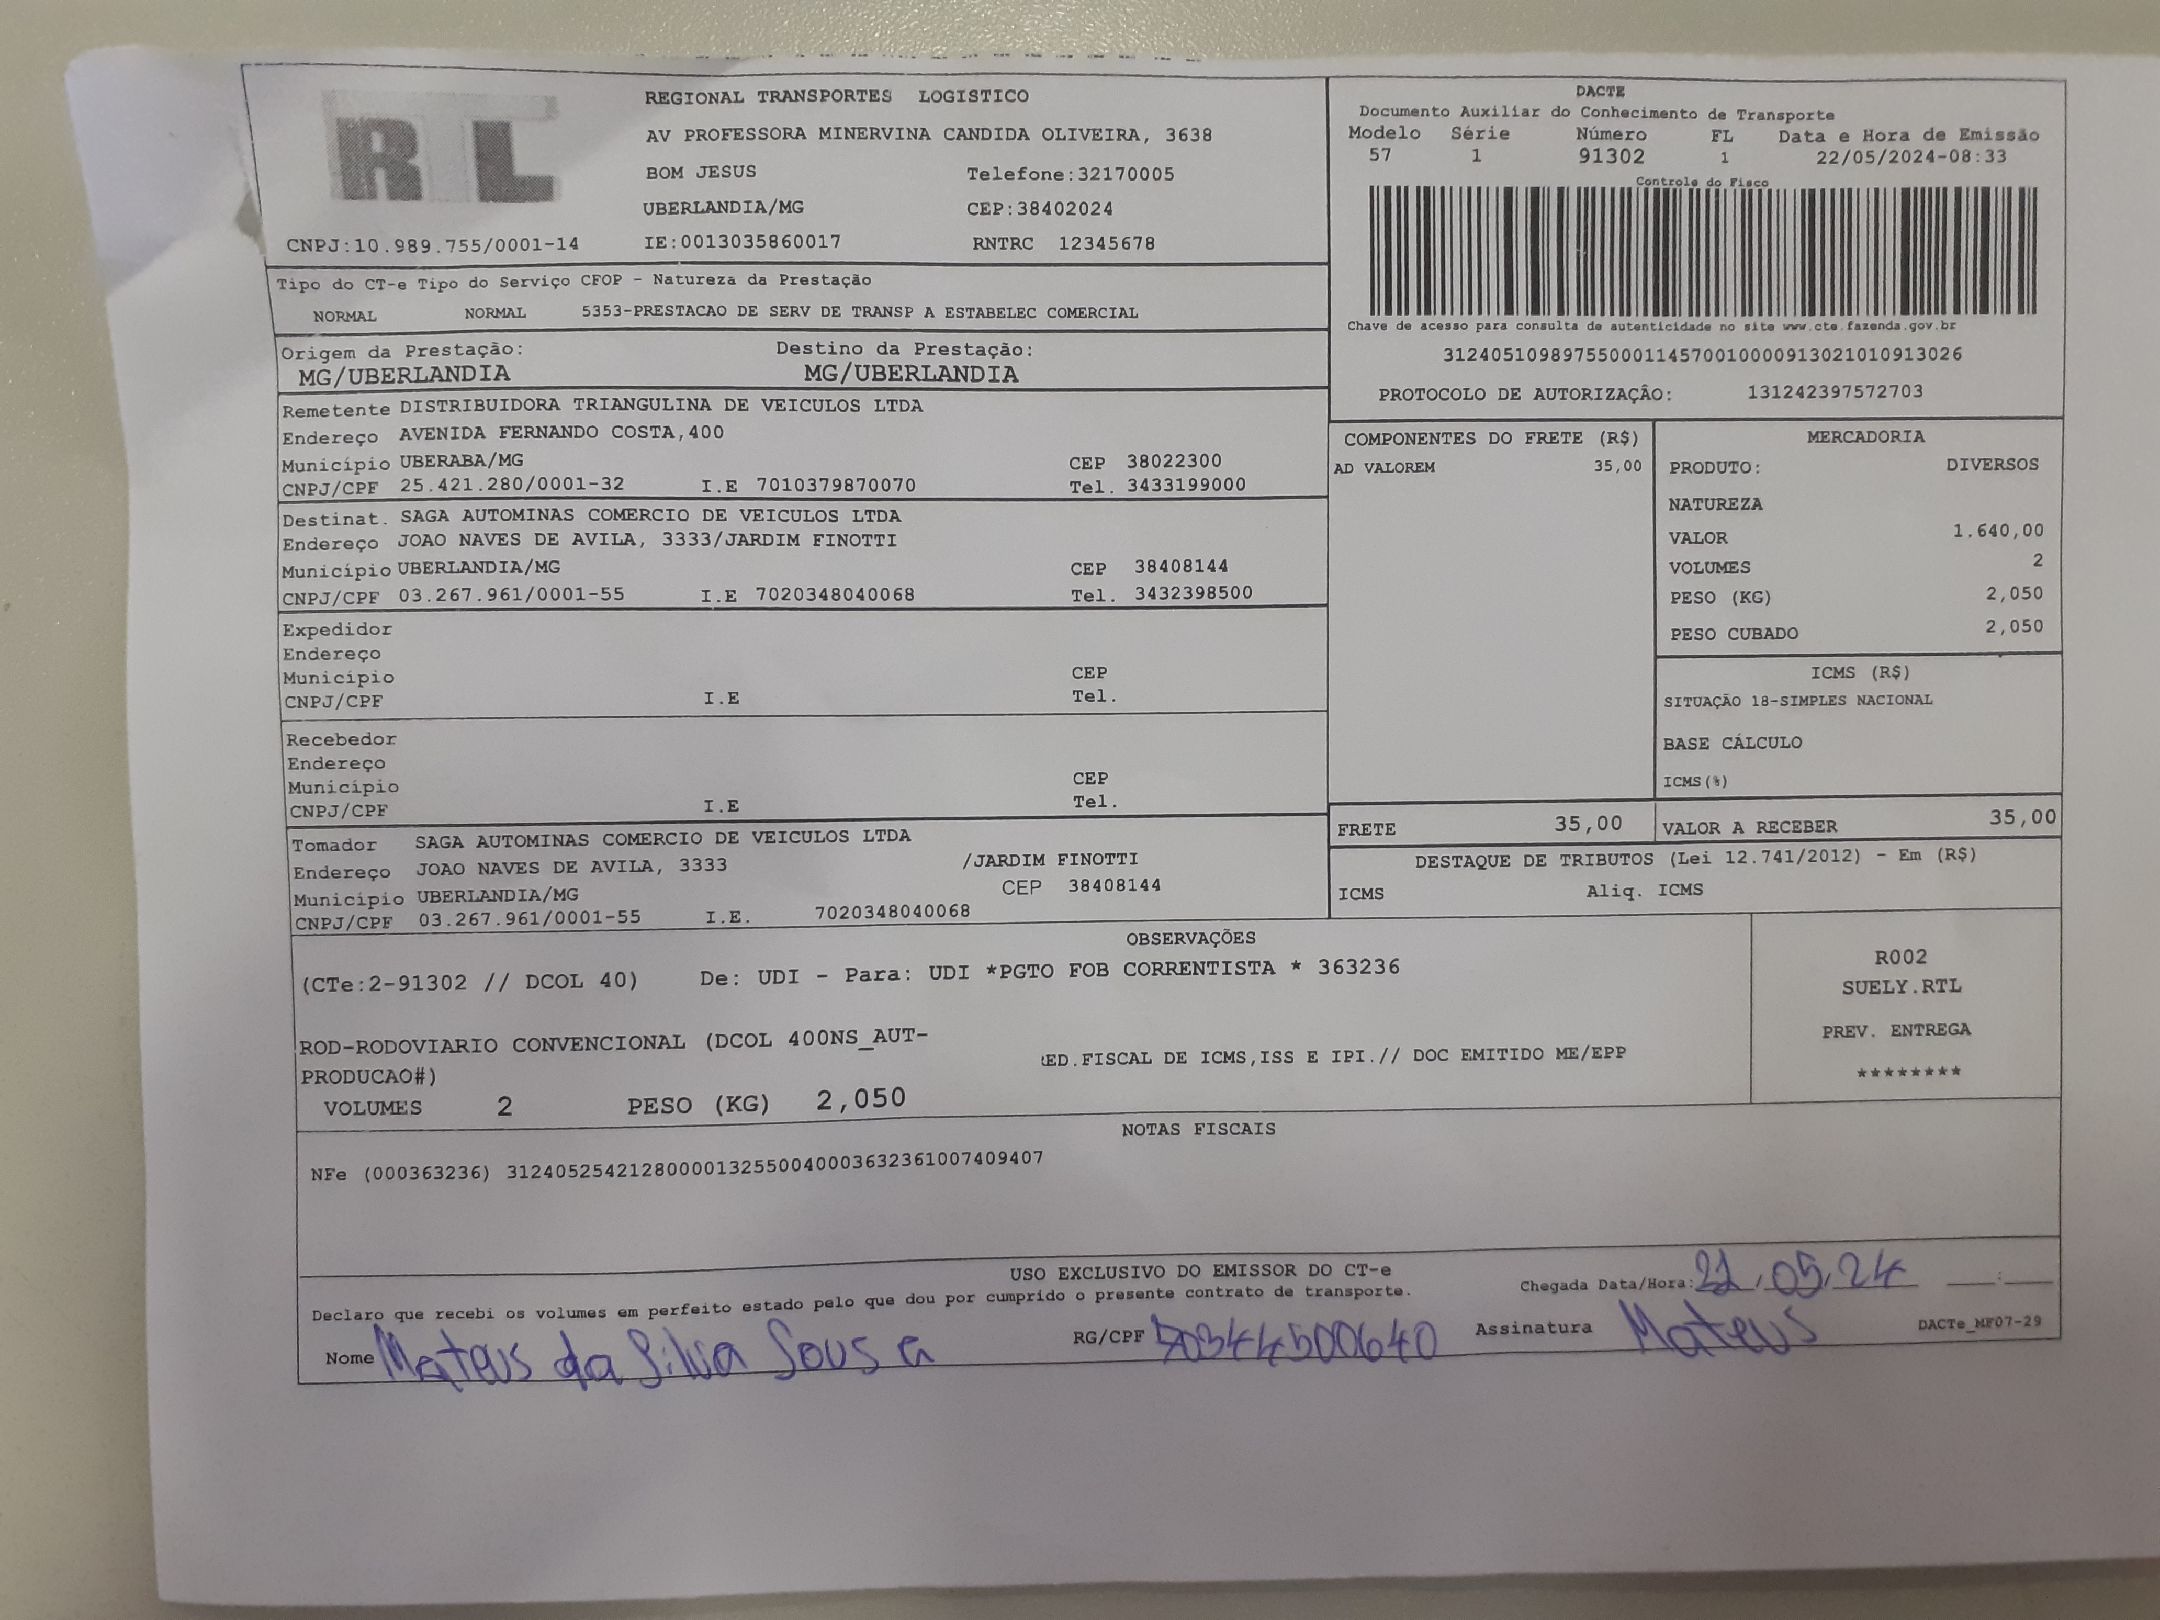 RTL
REGIONAL TRANSPORTES LOGISTICO
AV PROFESSORA MINERVINA CANDIDA OLIVEIRA, 3638
BOM JESUS Telefone:32170005
UBERLANDIA/MG CEP:38402024
CNPJ:10.989.755/0001-14 IE:0013035860017 RNTRC 12345678
DACTE
Documento Auxiliar do Conhecimento de Transporte
Modelo Série Número FL Data e Hora de Emissão
57 1 91302 1 22/05/2024-08:33
Controle do Fisco
Chave de acesso para consulta de autenticidade no site www.cte.fazenda.gov.br
31240510989755000114570010000913021010913026
PROTOCOLO DE AUTORIZAÇÂO: 131242397572703
Tipo do CT-e Tipo do Serviço CFOP - Natureza da Prestação
NORMAL NORMAL 5353-PRESTACAO DE SERV DE TRANSP A ESTABELEC COMERCIAL
Origem da Prestação: Destino da Prestação:
MG/UBERLANDIA MG/UBERLANDIA
Remetente DISTRIBUIDORA TRIANGULINA DE VEICULOS LTDA
Endereço AVENIDA FERNANDO COSTA,400
Município UBERABA/MG CEP 38022300
CNPJ/CPF 25.421.280/0001-32 I.E 7010379870070 Tel. 3433199000
Destinat. SAGA AUTOMINAS COMERCIO DE VEICULOS LTDA
Endereço JOAO NAVES DE AVILA, 3333/JARDIM FINOTTI
Município UBERLANDIA/MG CEP 38408144
CNPJ/CPF 03.267.961/0001-55 I.E 7020348040068 Tel. 3432398500
Expedidor
Endereço
Município CEP
CNPJ/CPF I.E Tel.
Recebedor
Endereço
Município CEP
CNPJ/CPF I.E Tel.
Tomador SAGA AUTOMINAS COMERCIO DE VEICULOS LTDA
Endereço JOAO NAVES DE AVILA, 3333 /JARDIM FINOTTI
Município UBERLANDIA/MG CEP 38408144
CNPJ/CPF 03.267.961/0001-55 I.E. 7020348040068
COMPONENTES DO FRETE (R$)
AD VALOREM 35,00
MERCADORIA
PRODUTO: DIVERSOS
NATUREZA
VALOR 1.640,00
VOLUMES 2
PESO (KG) 2,050
PESO CUBADO 2,050
ICMS (R$)
SITUAÇÃO 18-SIMPLES NACIONAL
BASE CÁLCULO
ICMS(%)
FRETE 35,00 VALOR A RECEBER 35,00
DESTAQUE DE TRIBUTOS (Lei 12.741/2012) - Em (R$)
ICMS Aliq. ICMS
OBSERVAÇÕES
(CTe:2-91302 // DCOL 40) De: UDI - Para: UDI *PGTO FOB CORRENTISTA * 363236
ROD-RODOVIARIO CONVENCIONAL (DCOL 400NS_AUT-
PRODUCAO#)
ED.FISCAL DE ICMS,ISS E IPI.// DOC EMITIDO ME/EPP
VOLUMES 2 PESO (KG) 2,050
R002
SUELY.RTL
PREV. ENTREGA
********
NOTAS FISCAIS
NFe (000363236) 31240525421280000132550040003632361007409407
USO EXCLUSIVO DO EMISSOR DO CT-e
Declaro que recebi os volumes em perfeito estado pelo que dou por cumprido o presente contrato de transporte.
Chegada Data/Hora: /05/24 __:__
Nome Mateus da Silva Sousa RG/CPF 70344500640 Assinatura Mateus DACTe_MF07-29